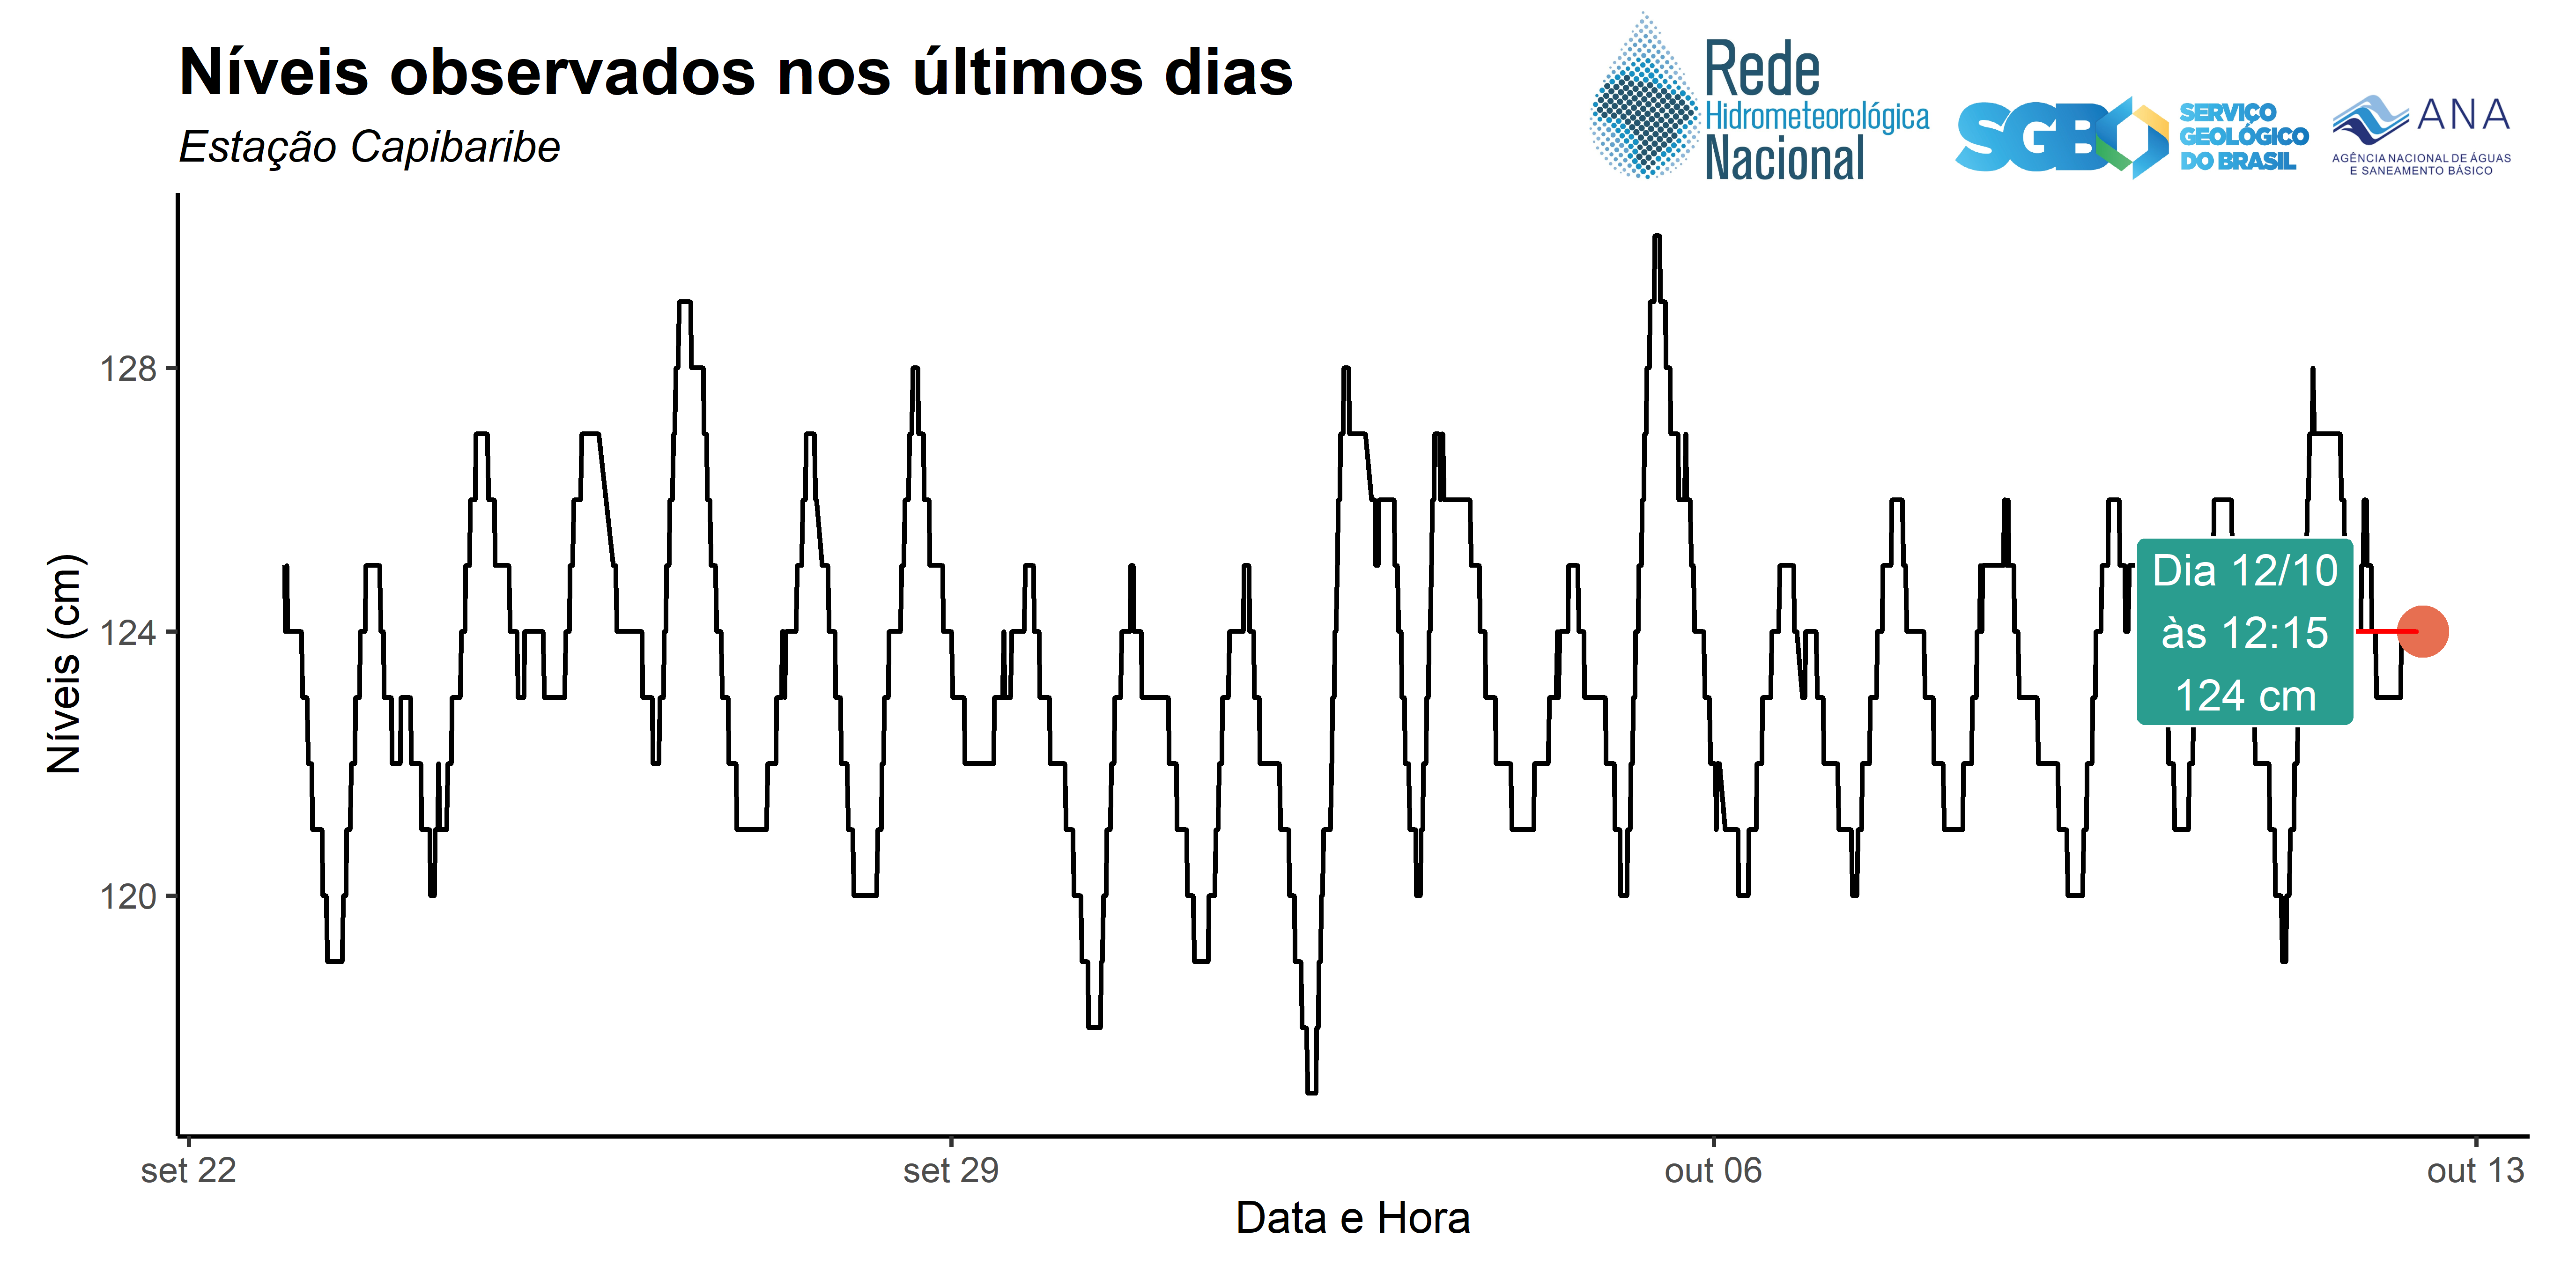 Níveis observados nos últimos dias
Estação Capibaribe
Rede
Hidrometeorológica
Nacional
SGB
SERVIÇO
GEOLÓGICO
DO BRASIL
ANA
AGÊNCIA NACIONAL DE ÁGUAS
E SANEAMENTO BÁSICO
Níveis (cm)
128
124
120
Dia 12/10
às 12:15
124 cm
set 22
set 29
out 06
out 13
Data e Hora